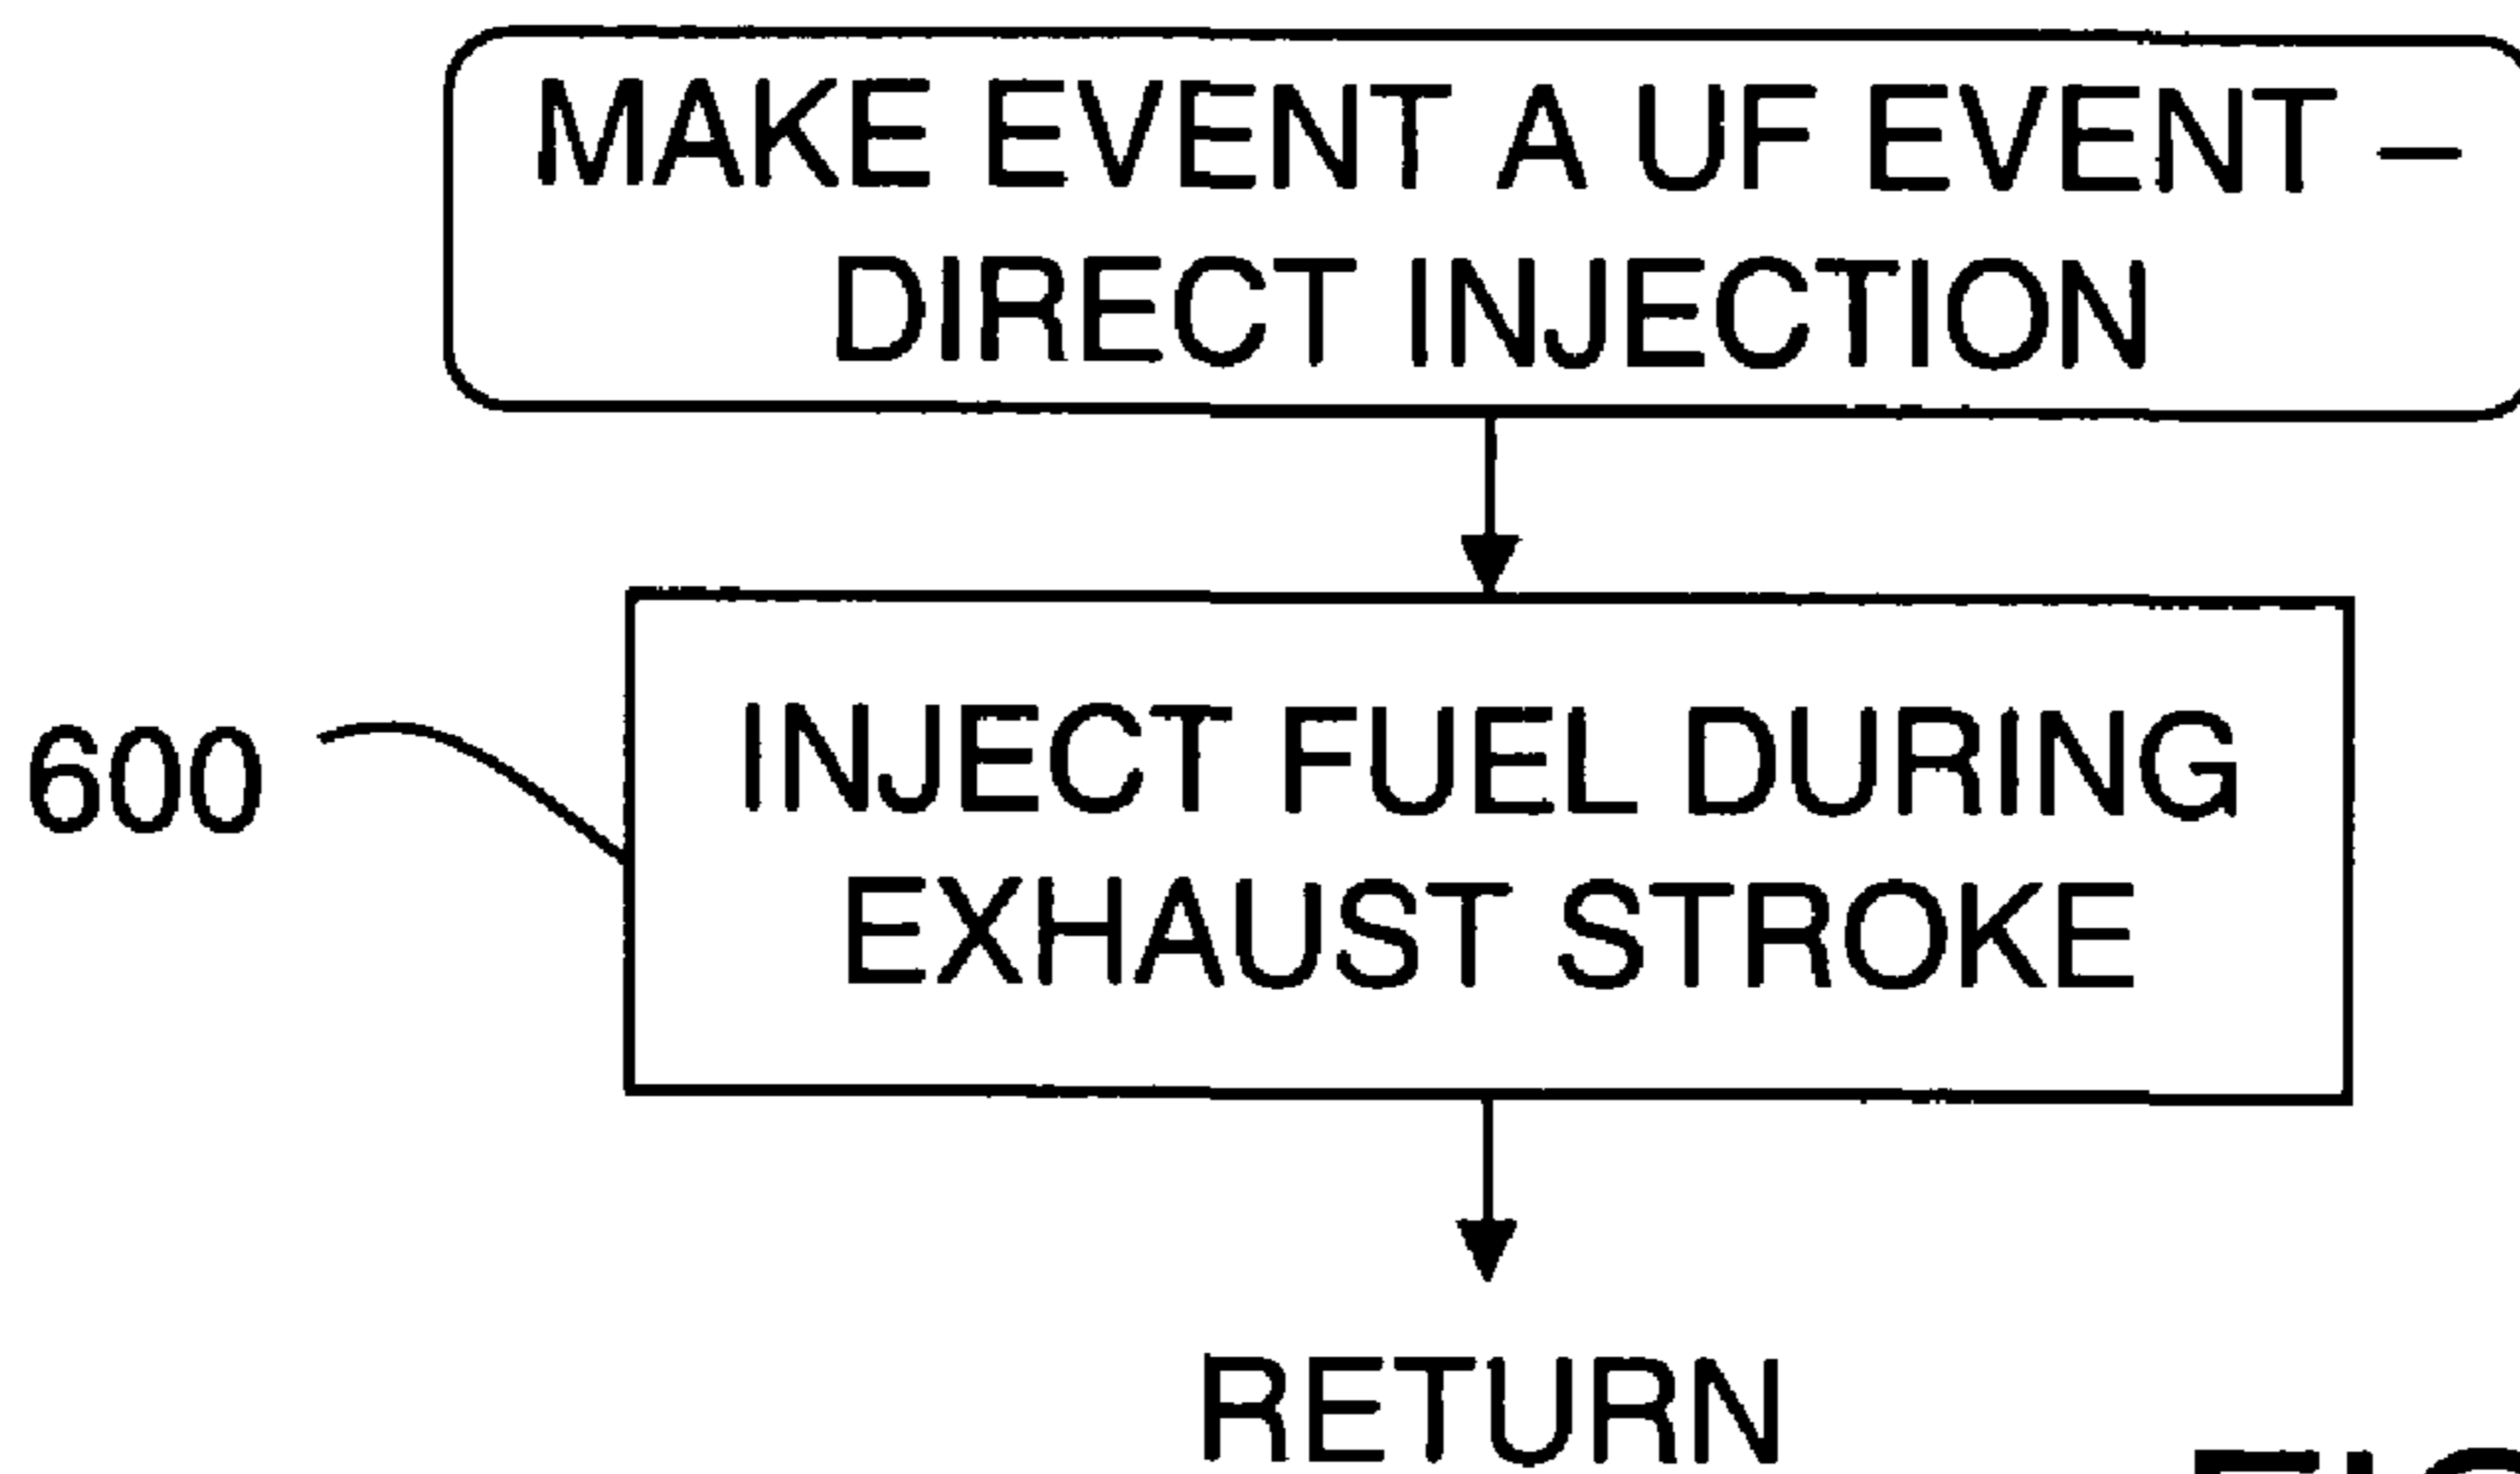 MAKE EVENT A UF EVENT –
DIRECT INJECTION
600
INJECT FUEL DURING
EXHAUST STROKE
RETURN